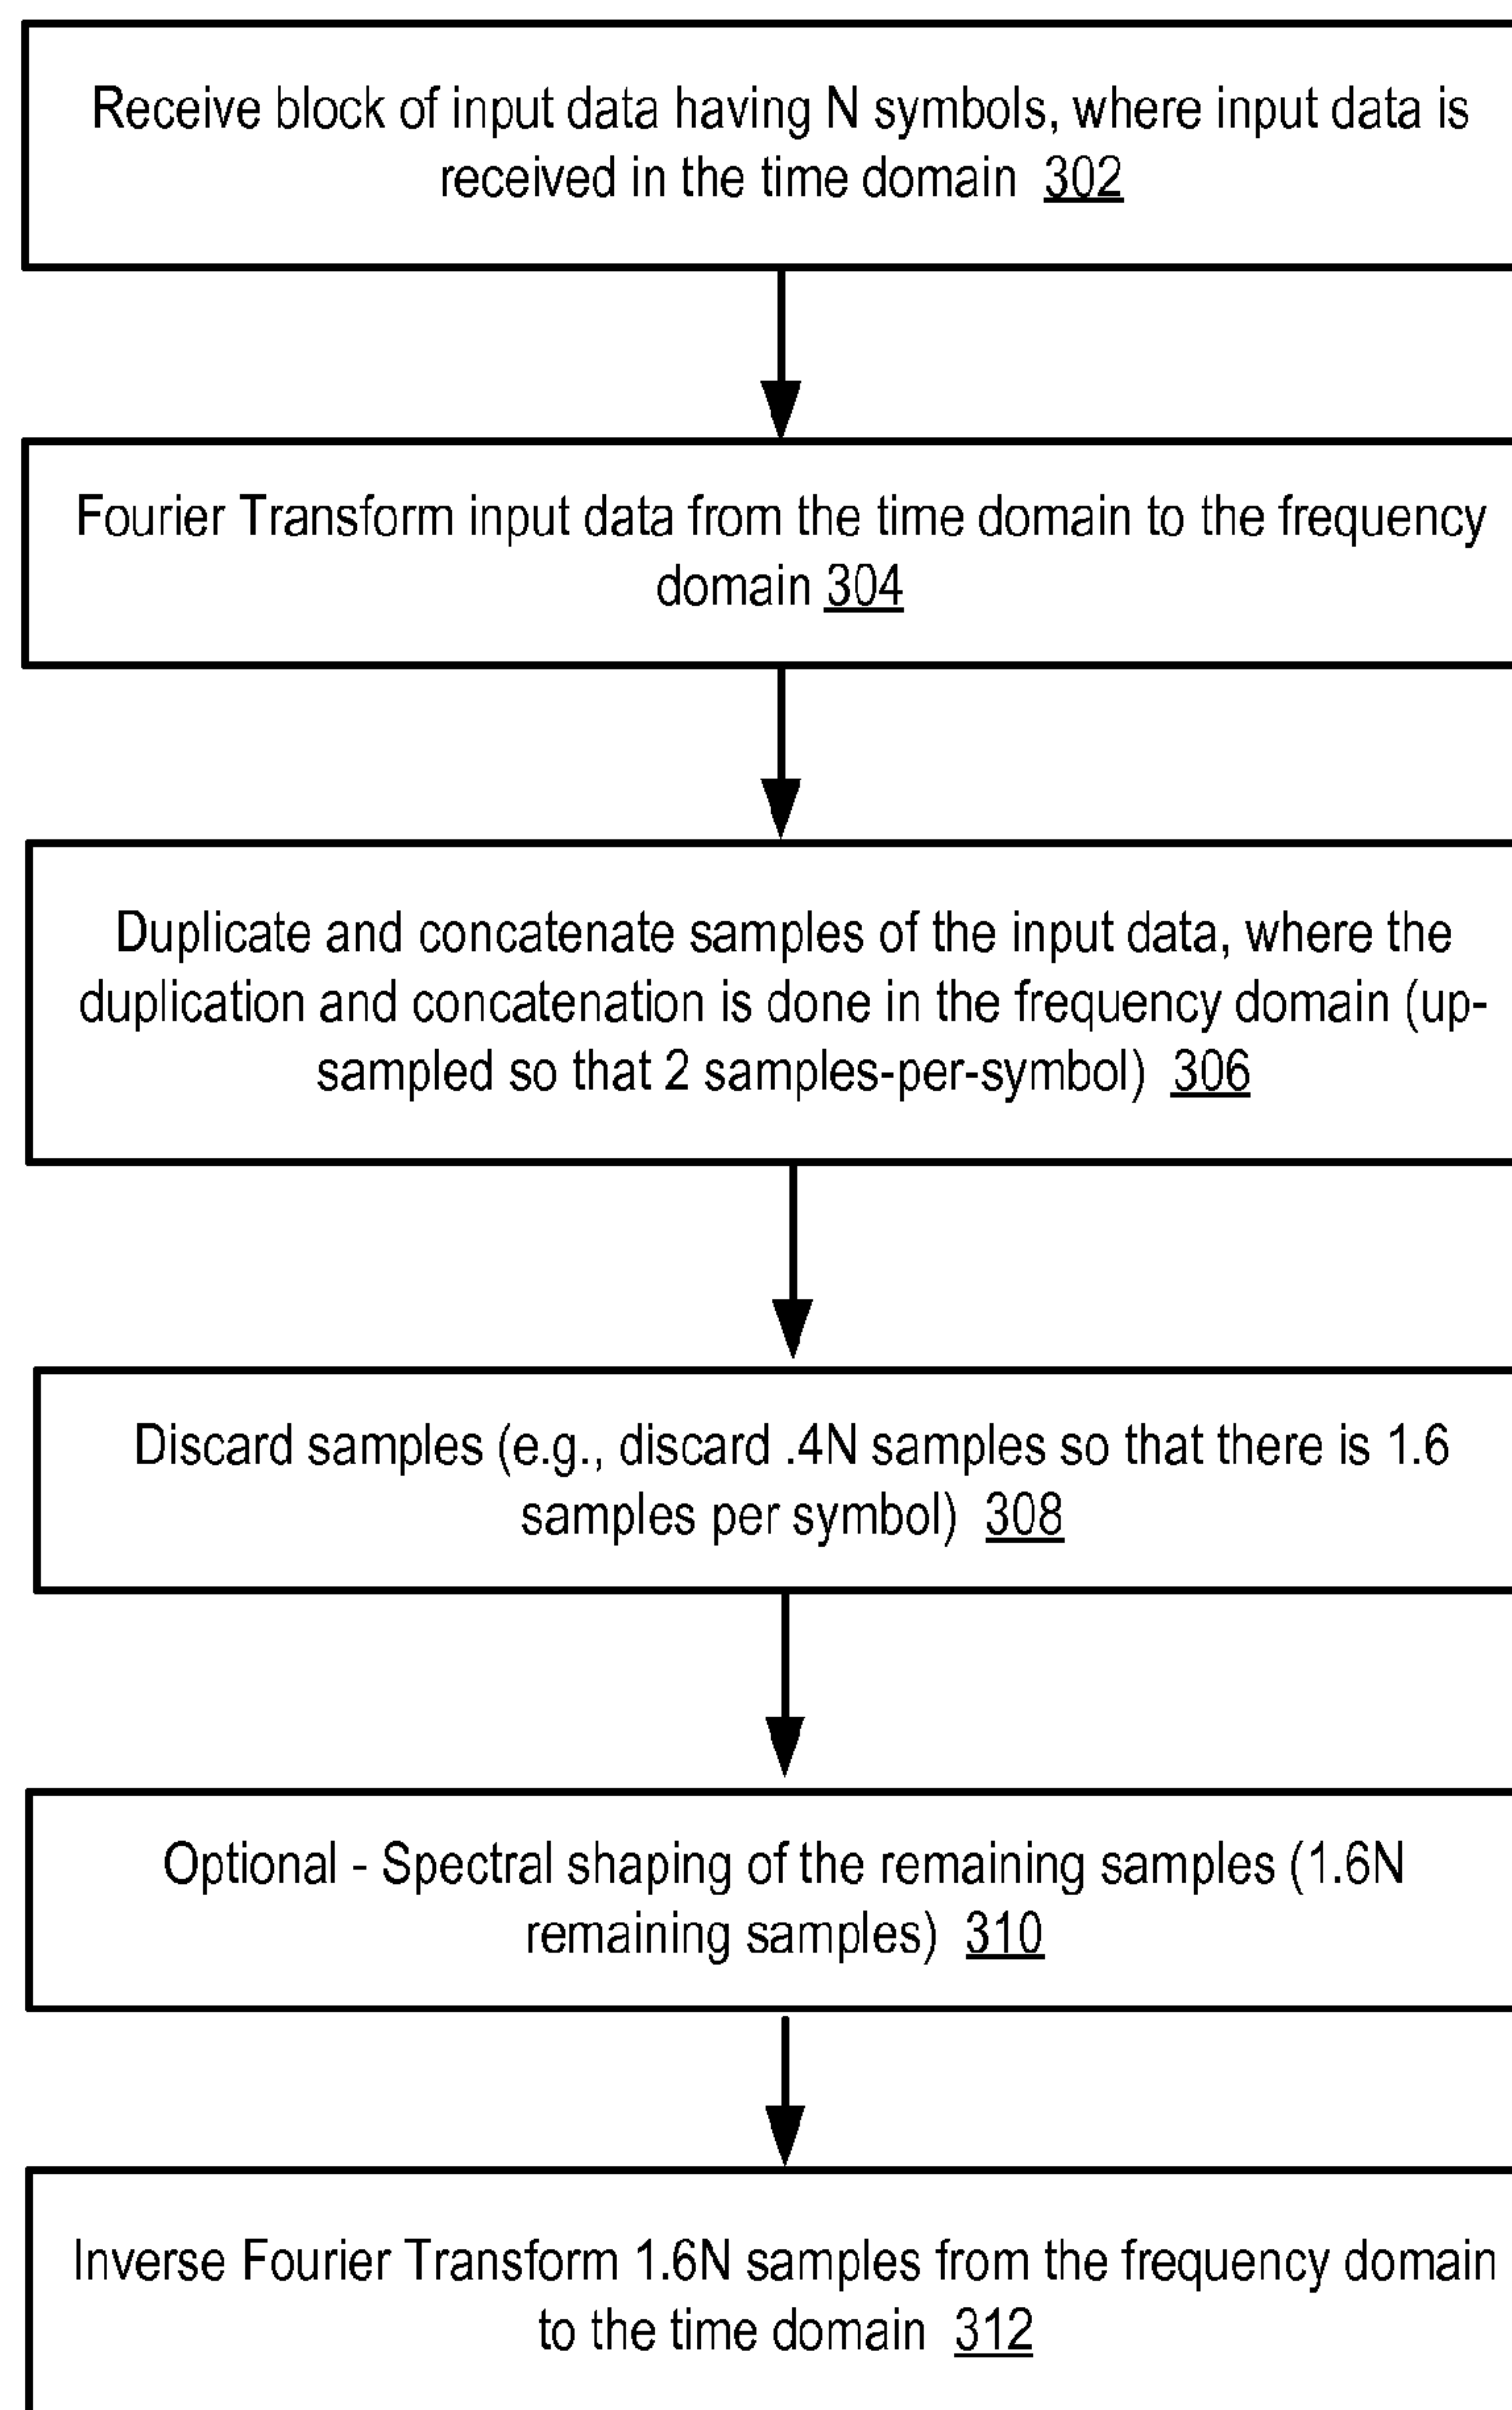 Receive block of input data having N symbols, where input data is
received in the time domain 302
Fourier Transform input data from the time domain to the frequency
domain 304
Duplicate and concatenate samples of the input data, where the
duplication and concatenation is done in the frequency domain (up-
sampled so that 2 samples-per-symbol) 306
Discard samples (e.g., discard .4N samples so that there is 1.6
samples per symbol) 308
Optional - Spectral shaping of the remaining samples (1.6N
remaining samples) 310
Inverse Fourier Transform 1.6N samples from the frequency domain
to the time domain 312